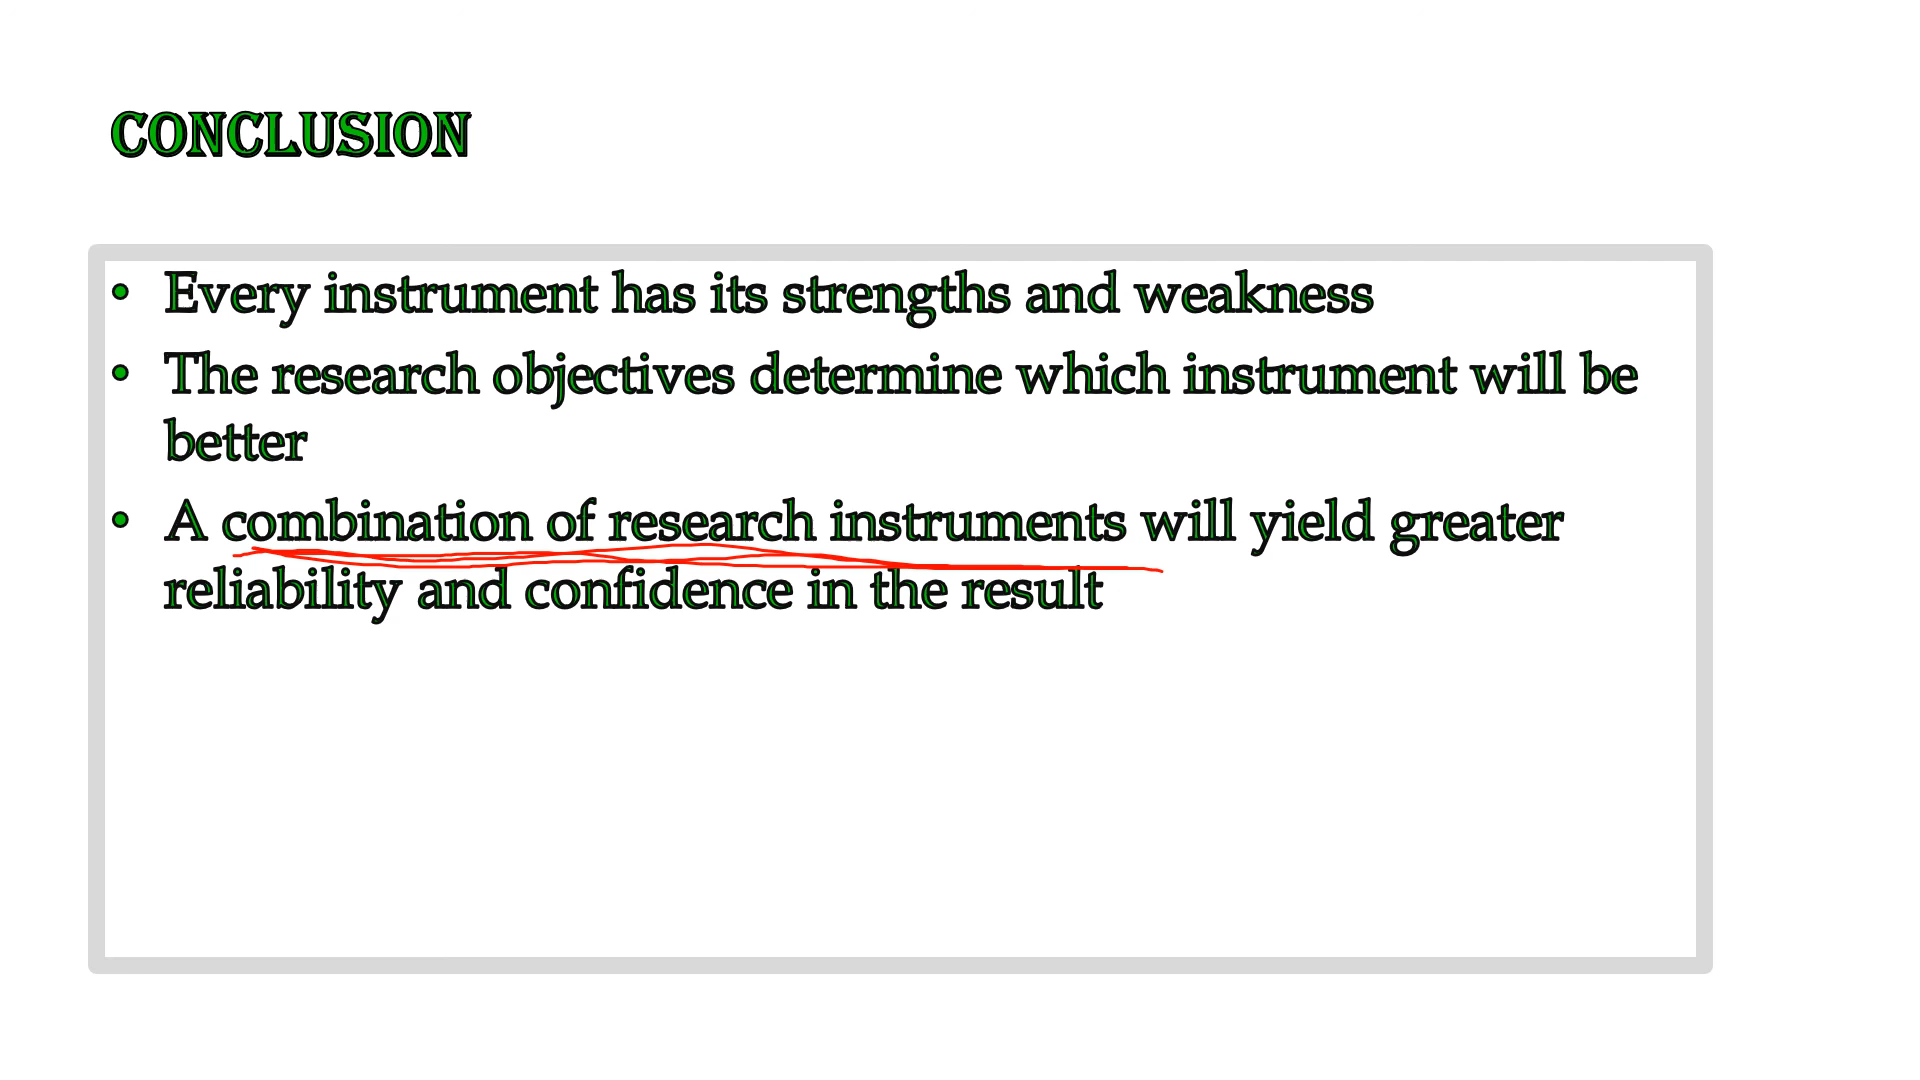 CONCLUSION
• Every instrument has its strengths and weakness
• The research objectives determine which instrument will be
better
• A combination of research instruments will yield greater
reliability and confidence in the result